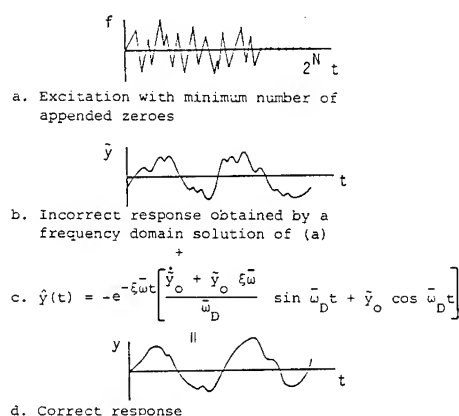 f
2^N t
a. Excitation with minimum number of
appended zeroes
ỹ
t
b. Incorrect response obtained by a
frequency domain solution of (a)
+
c. ŷ(t) = -e^{-ξω̄t}[(ỹ̇_o + ỹ_o ξω̄)/ω̄_D sin ω̄_D t + ỹ_o cos ω̄_D t]
=
y
t
d. Correct response